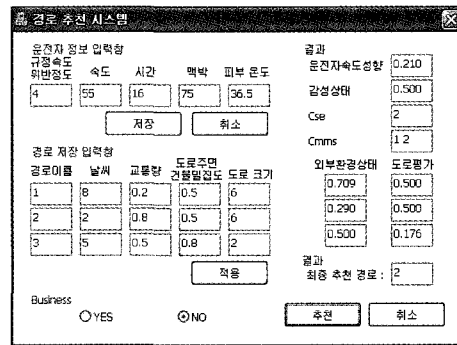 경로 추천 시스템
운전자 정보 입력창
규정속도 위반정도 속도 시간 맥박 피부 온도
4 55 16 75 36.5
저장 취소
경로 저장 입력창
경로이름 날씨 교통량 도로주변 건물밀집도 도로 크기
1 8 0.2 0.5 6
2 2 0.8 0.5 6
3 5 0.5 0.8 2
적용
Business
YES NO
결과
운전자속도성향 0.210
감성상태 0.500
Cse 2
Cmms 1 2
외부환경상태 도로평가
0.709 0.500
0.290 0.500
0.500 0.176
결과
최종 추천 경로 : 2
추천 취소